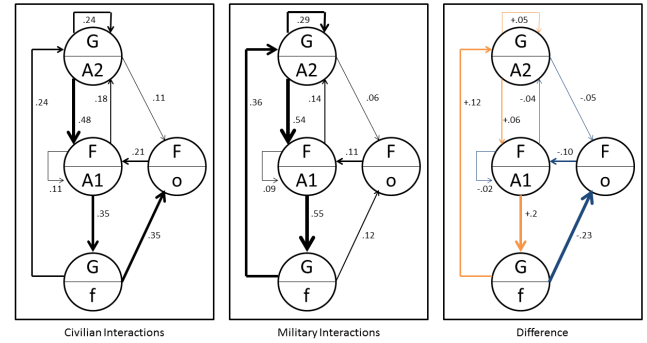 .24
G
A2
.24
.48
.18
.11
F
A1
.11
.21
F
o
.35
.35
G
f
Civilian Interactions
.29
G
A2
.36
.54
.14
.06
F
A1
.09
.11
F
o
.55
.12
G
f
Military Interactions
+.05
G
A2
+.12
+.06
-.04
-.05
F
A1
-.02
-.10
F
o
+.2
-.23
G
f
Difference